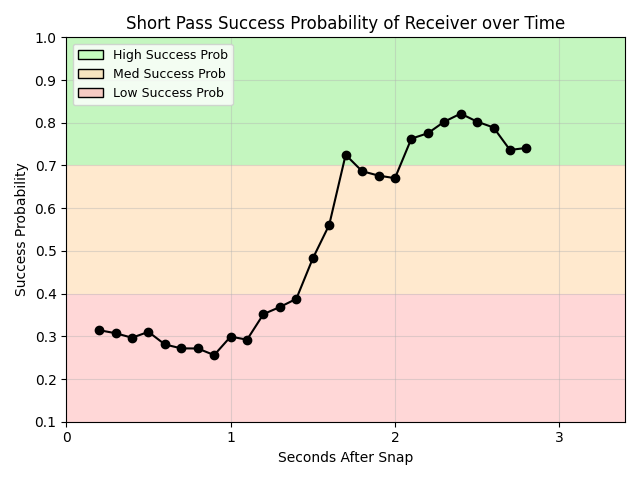 Short Pass Success Probability of Receiver over Time
High Success Prob
Med Success Prob
Low Success Prob
1.0
0.9
0.8
0.7
0.6
0.5
0.4
0.3
0.2
0.1
Success Probability
0 1 2 3
Seconds After Snap